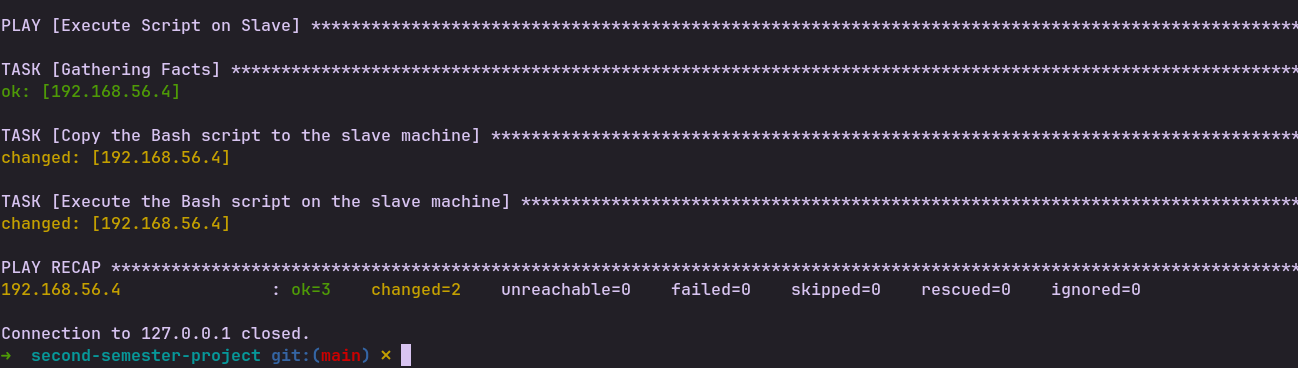 PLAY [Execute Script on Slave] ***************************************************************************************************
TASK [Gathering Facts] ***********************************************************************************************************
ok: [192.168.56.4]
TASK [Copy the Bash script to the slave machine] *********************************************************************************
changed: [192.168.56.4]
TASK [Execute the Bash script on the slave machine] ******************************************************************************
changed: [192.168.56.4]
PLAY RECAP ***********************************************************************************************************************
192.168.56.4               : ok=3    changed=2    unreachable=0    failed=0    skipped=0    rescued=0    ignored=0
Connection to 127.0.0.1 closed.
→  second-semester-project git:(main) ×